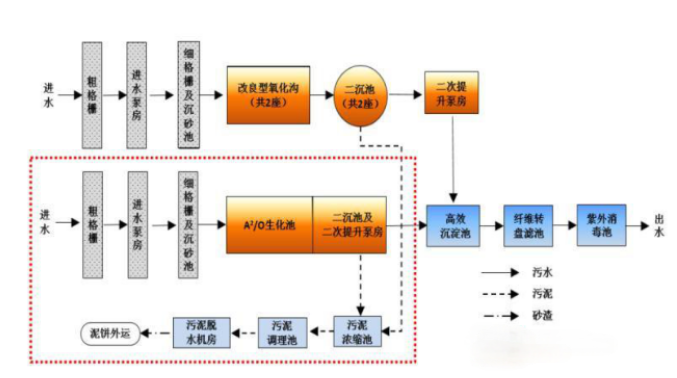 进水
粗格栅
进水泵房
细格栅及沉砂池
改良型氧化沟
(共2座)
二沉池
(共2座)
二次提
升泵房
进水
粗格栅
进水泵房
细格栅及沉砂池
A²/O生化池
二沉池及
二次提升泵房
高效
沉淀池
纤维转
盘滤池
紫外消
毒池
出水
污水
污泥
砂渣
泥饼外运
污泥脱
水机房
污泥
调理池
污泥
浓缩池